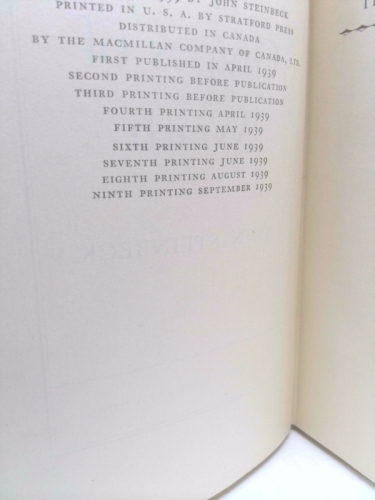 BY JOHN STEINBECK
PRINTED IN U. S. A. BY STRATFORD PRESS
DISTRIBUTED IN CANADA
BY THE MACMILLAN COMPANY OF CANADA, LTD.
FIRST PUBLISHED IN APRIL 1939
SECOND PRINTING BEFORE PUBLICATION
THIRD PRINTING BEFORE PUBLICATION
FOURTH PRINTING APRIL 1939
FIFTH PRINTING MAY 1939
SIXTH PRINTING JUNE 1939
SEVENTH PRINTING JUNE 1939
EIGHTH PRINTING AUGUST 1939
NINTH PRINTING SEPTEMBER 1939